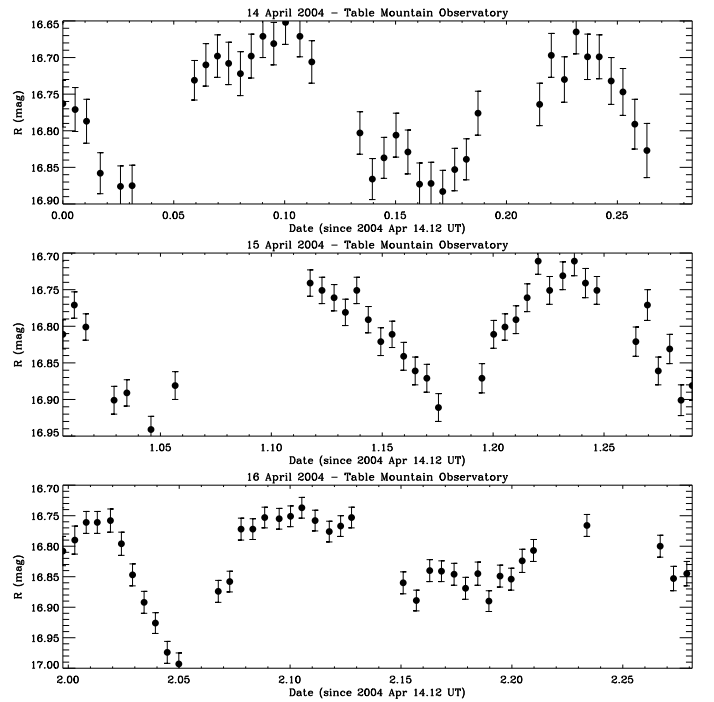 14 April 2004 – Table Mountain Observatory
16.65
16.70
16.75
16.80
16.85
16.90
R (mag)
0.00 0.05 0.10 0.15 0.20 0.25
Date (since 2004 Apr 14.12 UT)
15 April 2004 – Table Mountain Observatory
16.70
16.75
16.80
16.85
16.90
16.95
R (mag)
1.05 1.10 1.15 1.20 1.25
Date (since 2004 Apr 14.12 UT)
16 April 2004 – Table Mountain Observatory
16.70
16.75
16.80
16.85
16.90
16.95
17.00
R (mag)
2.00 2.05 2.10 2.15 2.20 2.25
Date (since 2004 Apr 14.12 UT)